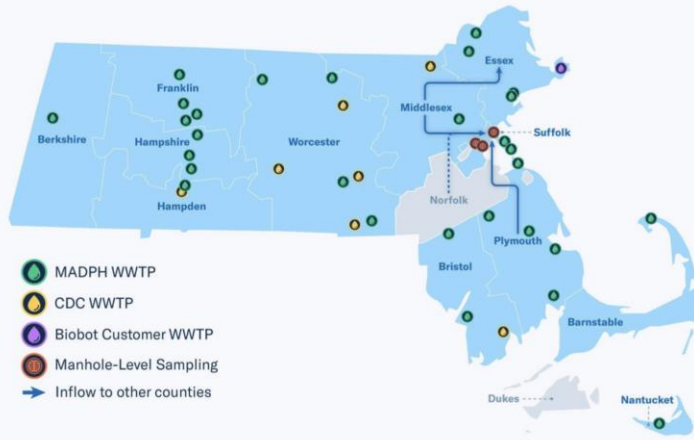 Essex
Franklin
Middlesex
Suffolk
Berkshire
Hampshire
Worcester
Norfolk
Hampden
Plymouth
Bristol
Barnstable
MADPH WWTP
CDC WWTP
Biobot Customer WWTP
Manhole-Level Sampling
Inflow to other counties
Dukes
Nantucket